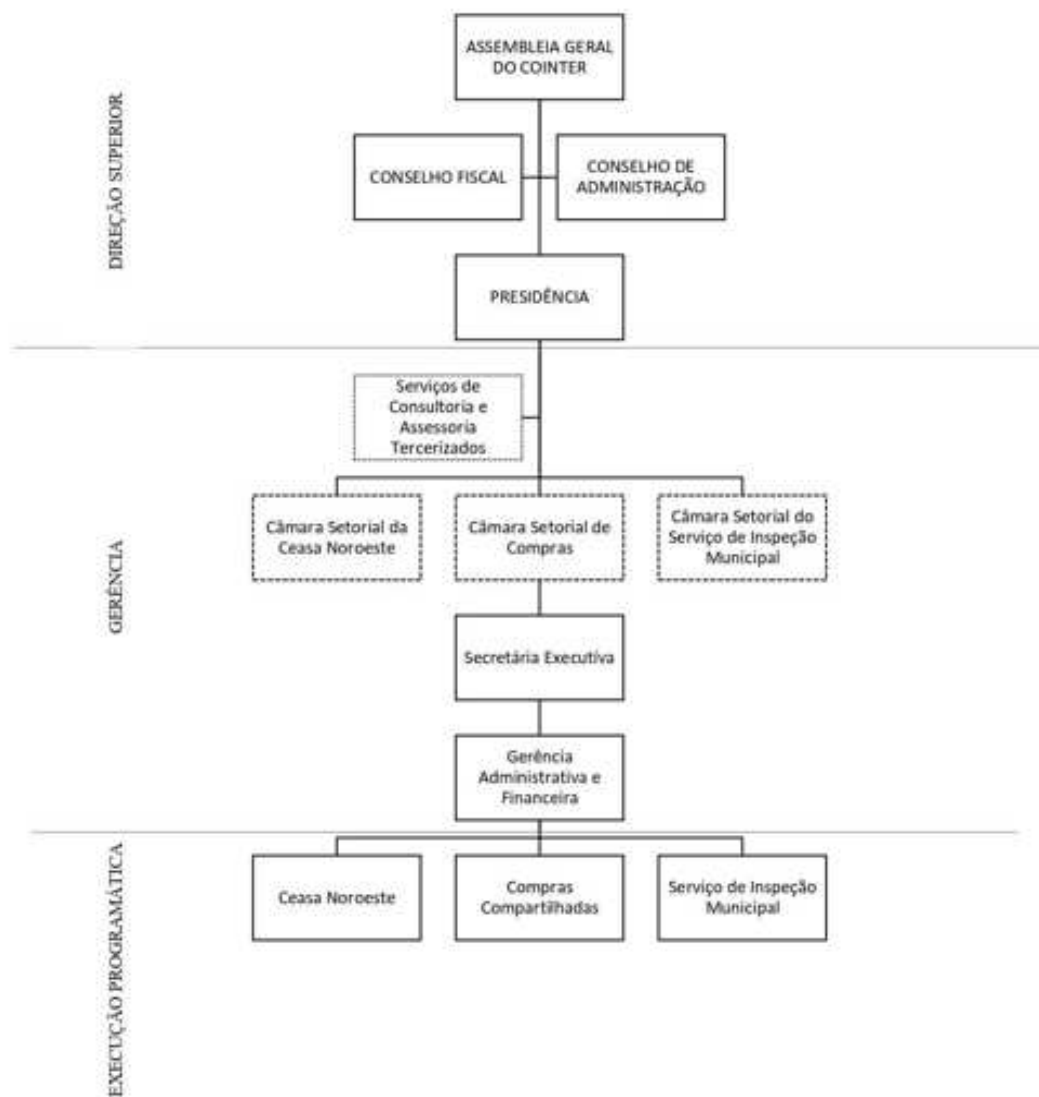 DIREÇÃO SUPERIOR
ASSEMBLEIA GERAL
DO COINTER
CONSELHO FISCAL
CONSELHO DE
ADMINISTRAÇÃO
PRESIDÊNCIA
GERÊNCIA
Serviços de
Consultoria e
Assessoria
Tercerizados
Câmara Setorial da
Ceasa Noroeste
Câmara Setorial de
Compras
Câmara Setorial do
Serviço de Inspeção
Municipal
Secretária Executiva
Gerência
Administrativa e
Financeira
EXECUÇÃO PROGRAMÁTICA
Ceasa Noroeste
Compras
Compartilhadas
Serviço de Inspeção
Municipal